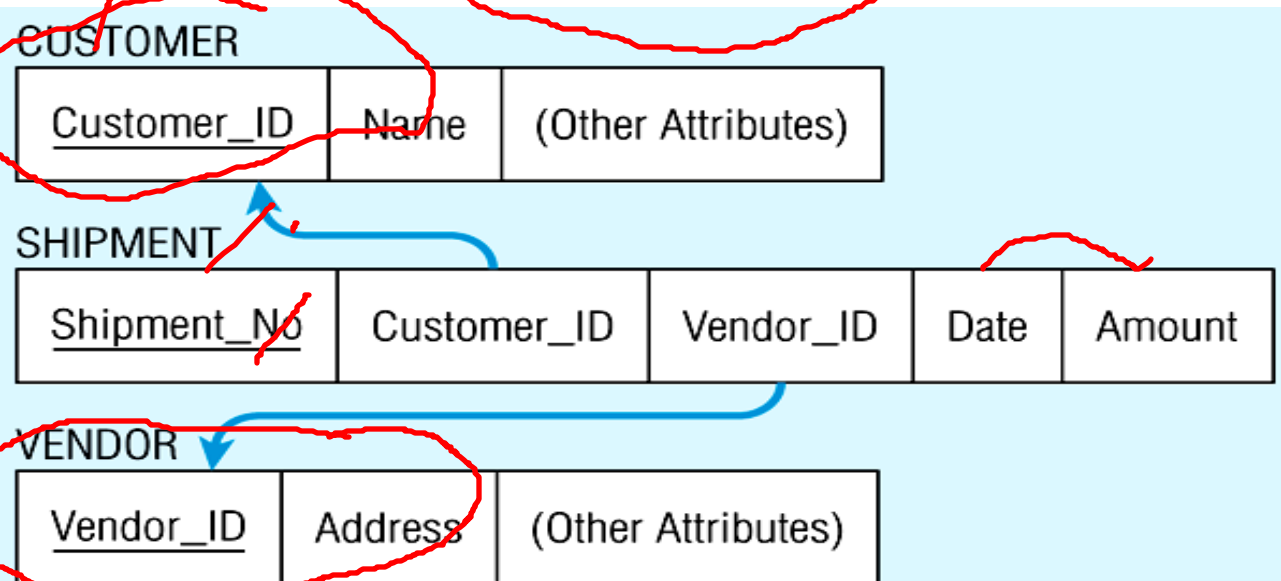 CUSTOMER
Customer_ID Name (Other Attributes)
SHIPMENT
Shipment_No Customer_ID Vendor_ID Date Amount
VENDOR
Vendor_ID Address (Other Attributes)